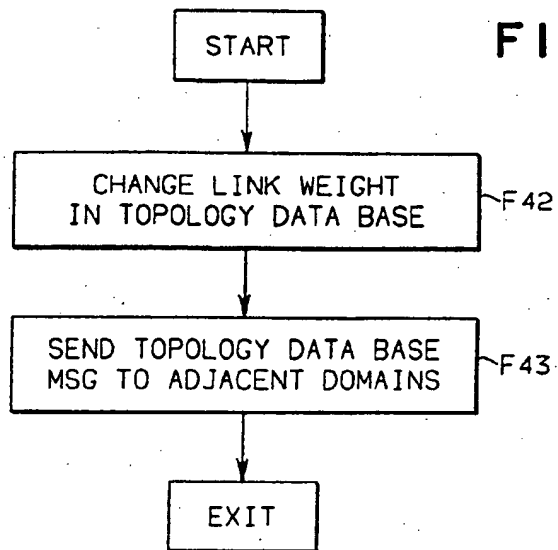 START
FI
CHANGE LINK WEIGHT
IN TOPOLOGY DATA BASE
F42
SEND TOPOLOGY DATA BASE
MSG TO ADJACENT DOMAINS
F43
EXIT